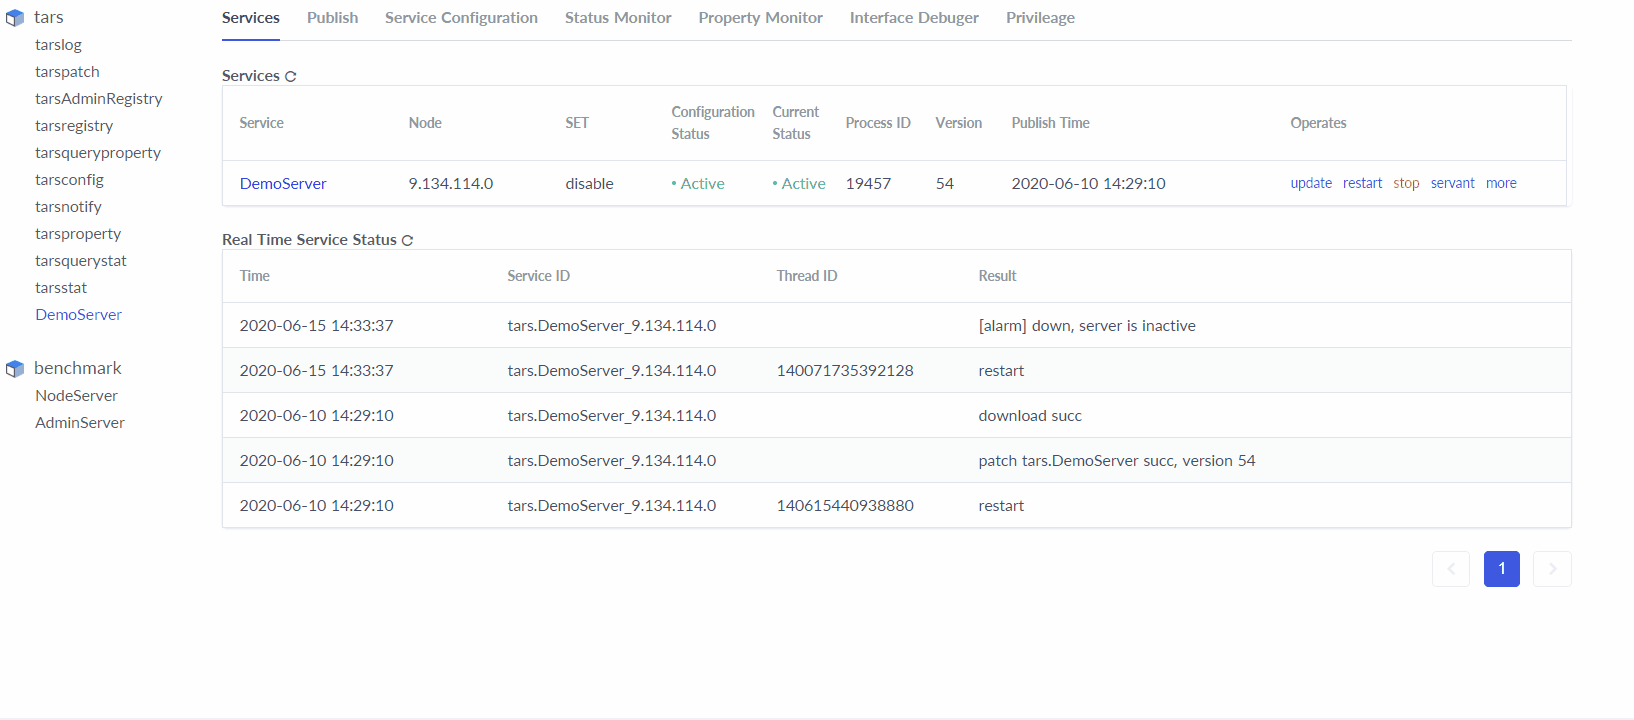 tars
tarslog
tarspatch
tarsAdminRegistry
tarsregistry
tarsqueryproperty
tarsconfig
tarsnotify
tarsproperty
tarsquerystat
tarsstat
DemoServer
benchmark
NodeServer
AdminServer
Services Publish Service Configuration Status Monitor Property Monitor Interface Debuger Privileage
Services
Service Node SET Configuration Status Current Status Process ID Version Publish Time Operates
DemoServer 9.134.114.0 disable • Active • Active 19457 54 2020-06-10 14:29:10 update restart stop servant more
Real Time Service Status
Time Service ID Thread ID Result
2020-06-15 14:33:37 tars.DemoServer_9.134.114.0 [alarm] down, server is inactive
2020-06-15 14:33:37 tars.DemoServer_9.134.114.0 140071735392128 restart
2020-06-10 14:29:10 tars.DemoServer_9.134.114.0 download succ
2020-06-10 14:29:10 tars.DemoServer_9.134.114.0 patch tars.DemoServer succ, version 54
2020-06-10 14:29:10 tars.DemoServer_9.134.114.0 140615440938880 restart
1